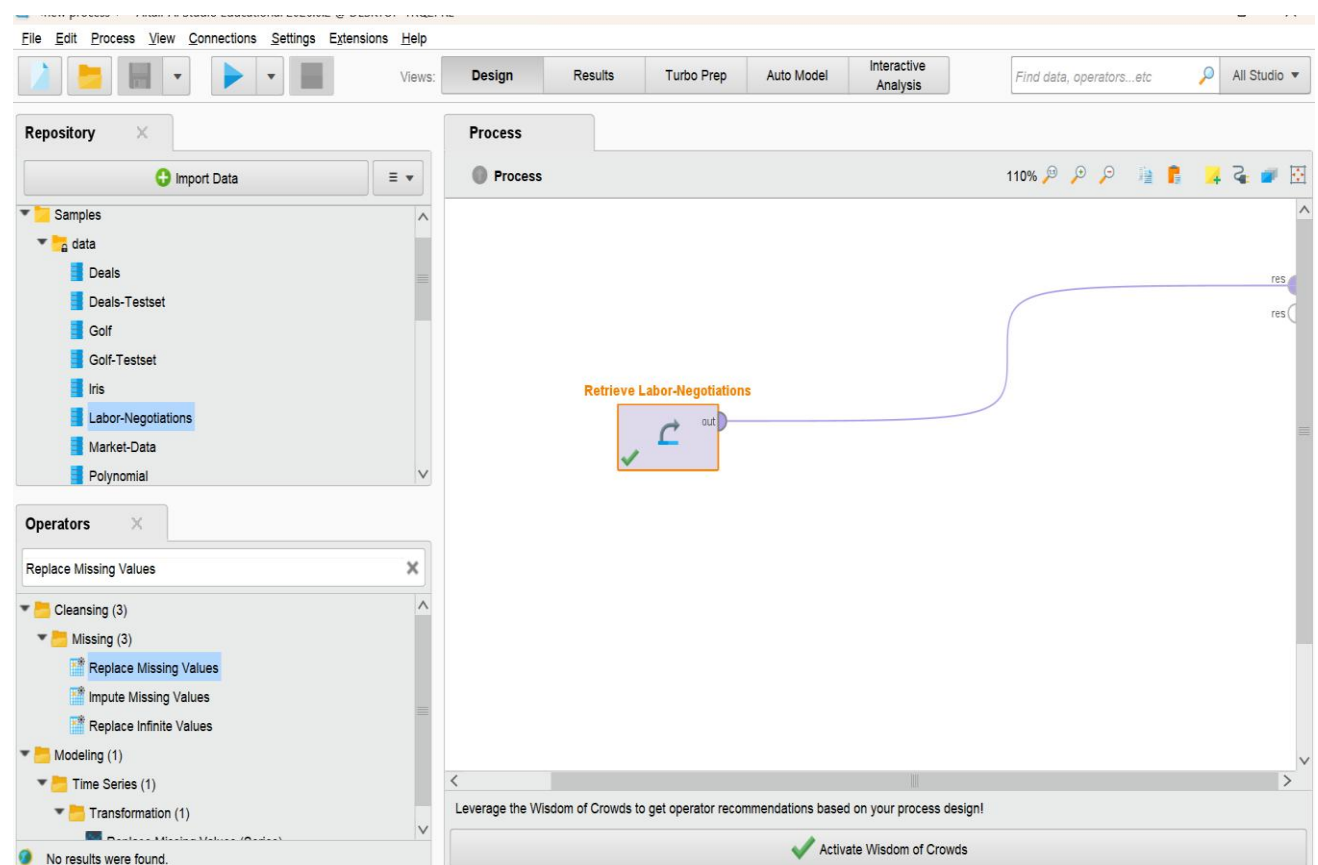 File Edit Process View Connections Settings Extensions Help
Views:
Design
Results
Turbo Prep
Auto Model
Interactive
Analysis
Find data, operators...etc
All Studio
Repository
Process
Import Data
Process
110%
Samples
data
Deals
Deals-Testset
Golf
Golf-Testset
Iris
Labor-Negotiations
Market-Data
Polynomial
res
res
Retrieve Labor-Negotiations
out
Operators
Replace Missing Values
Cleansing (3)
Missing (3)
Replace Missing Values
Impute Missing Values
Replace Infinite Values
Modeling (1)
Time Series (1)
Transformation (1)
Replace Missing Values (Series)
No results were found.
Leverage the Wisdom of Crowds to get operator recommendations based on your process design!
Activate Wisdom of Crowds